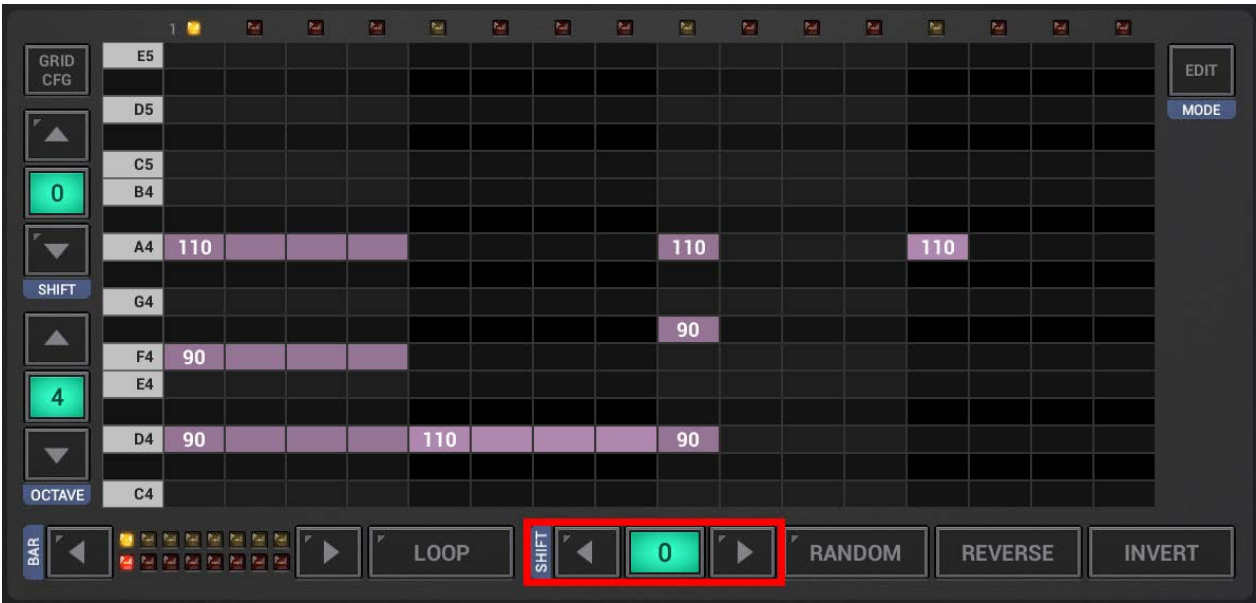 1
GRID
CFG
E5
EDIT
MODE
D5
C5
0
B4
A4 110 110 110
SHIFT
G4
90
F4 90
E4
4
D4 90 110 90
OCTAVE
C4
BAR
LOOP
SHIFT
0
RANDOM
REVERSE
INVERT